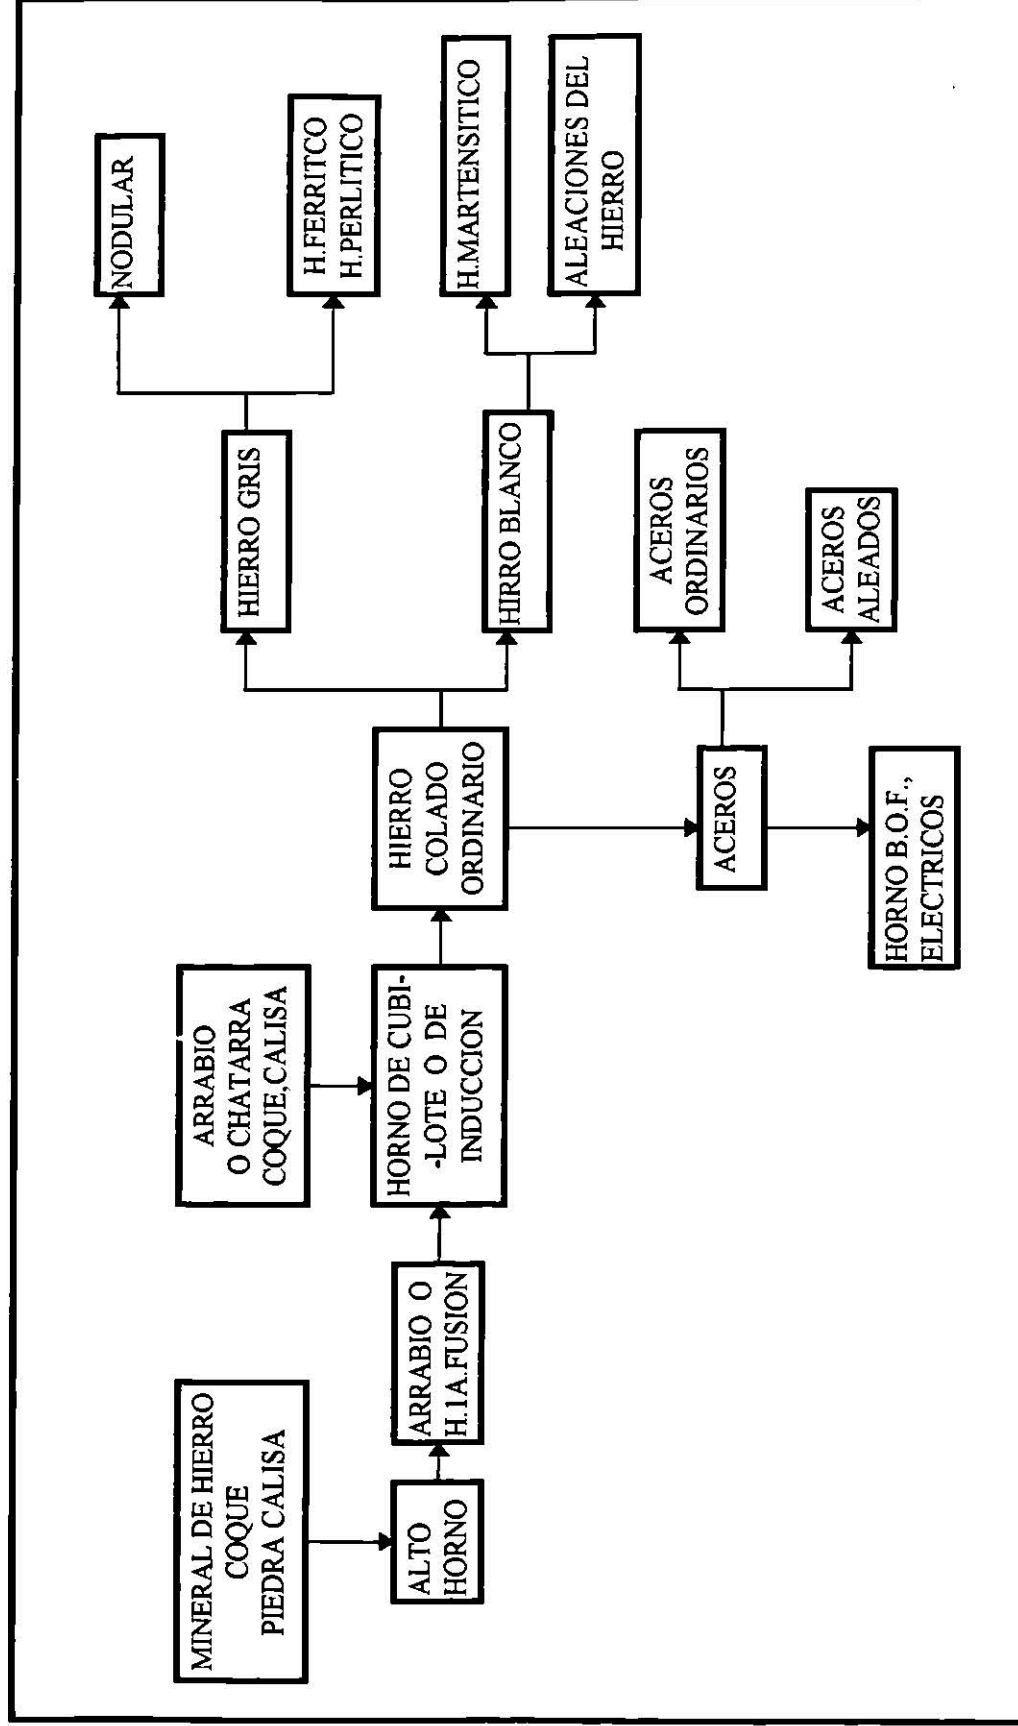 MINERAL DE HIERRO
COQUE
PIEDRA CALISA
ALTO
HORNO
ARRABIO O
H.1A.FUSION
ARRABIO
O CHATARRA
COQUE,CALISA
HORNO DE CUBI-
-LOTE O DE
INDUCCION
HIERRO
COLADO
ORDINARIO
HIERRO GRIS
NODULAR
H.FERRITCO
H.PERLITICO
HIRRO BLANCO
H.MARTENSITICO
ALEACIONES DEL
HIERRO
ACEROS
ACEROS
ORDINARIOS
ACEROS
ALEADOS
HORNO B.O.F.,
ELECTRICOS